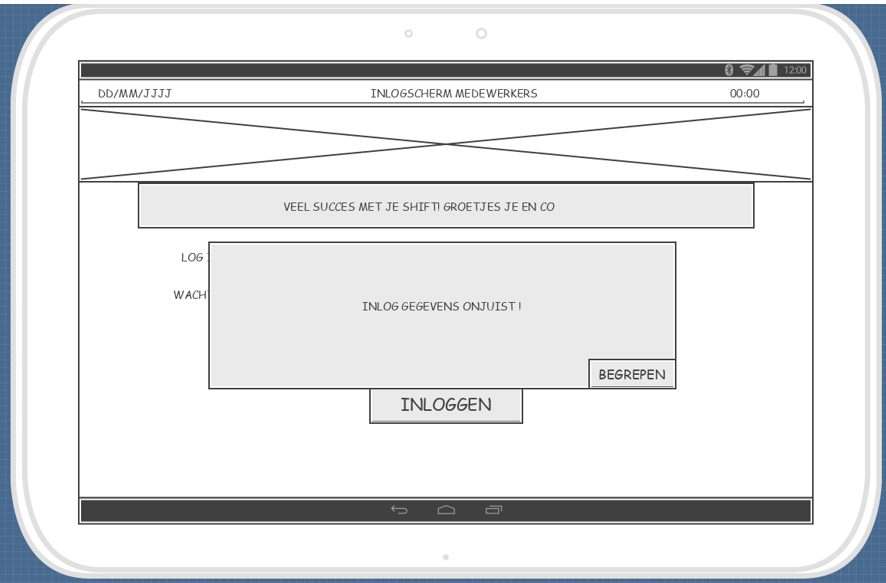 12:00
DD/MM/JJJJ INLOGSCHERM MEDEWERKERS 00:00
VEEL SUCCES MET JE SHIFT! GROETJES JE EN CO
LOG
WACH
INLOG GEGEVENS ONJUIST !
BEGREPEN
INLOGGEN